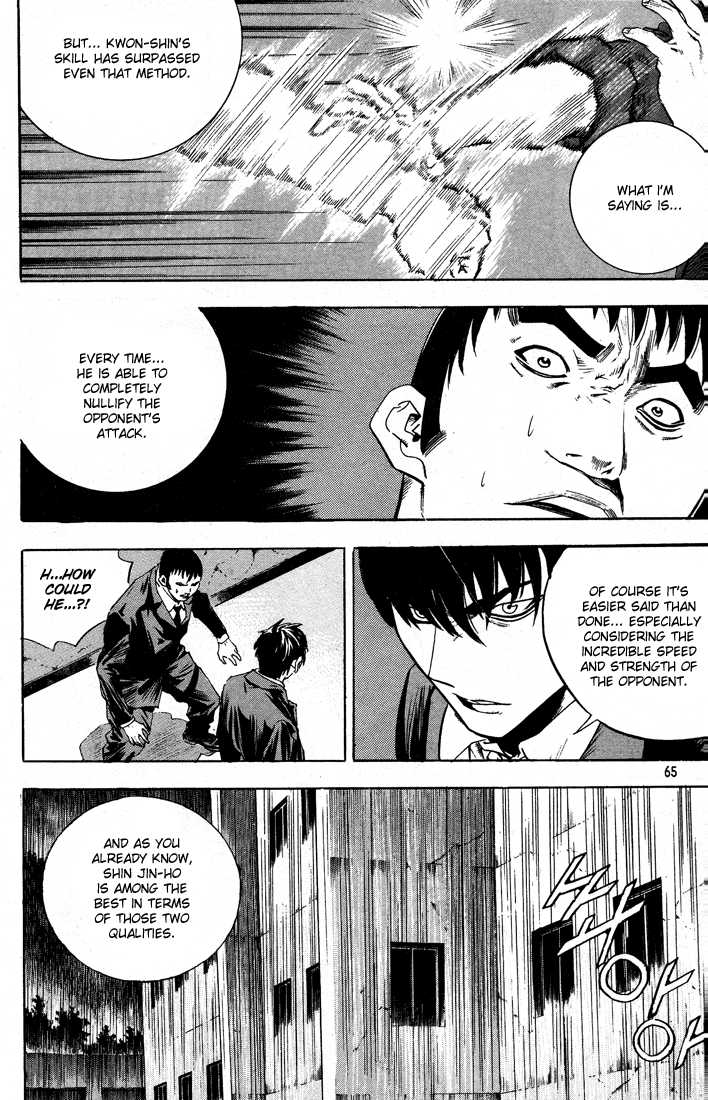 BUT... KWON-SHIN'S
SKILL HAS SURPASSED
EVEN THAT METHOD.
WHAT I'M
SAYING IS...
EVERY TIME...
HE IS ABLE TO
COMPLETELY
NULLIFY THE
OPPONENT'S
ATTACK.
H...HOW
COULD
HE...?!
OF COURSE IT'S
EASIER SAID THAN
DONE... ESPECIALLY
CONSIDERING THE
INCREDIBLE SPEED
AND STRENGTH OF
THE OPPONENT.
65
AND AS YOU
ALREADY KNOW,
SHIN JIN-HO
IS AMONG THE
BEST IN TERMS
OF THOSE TWO
QUALITIES.